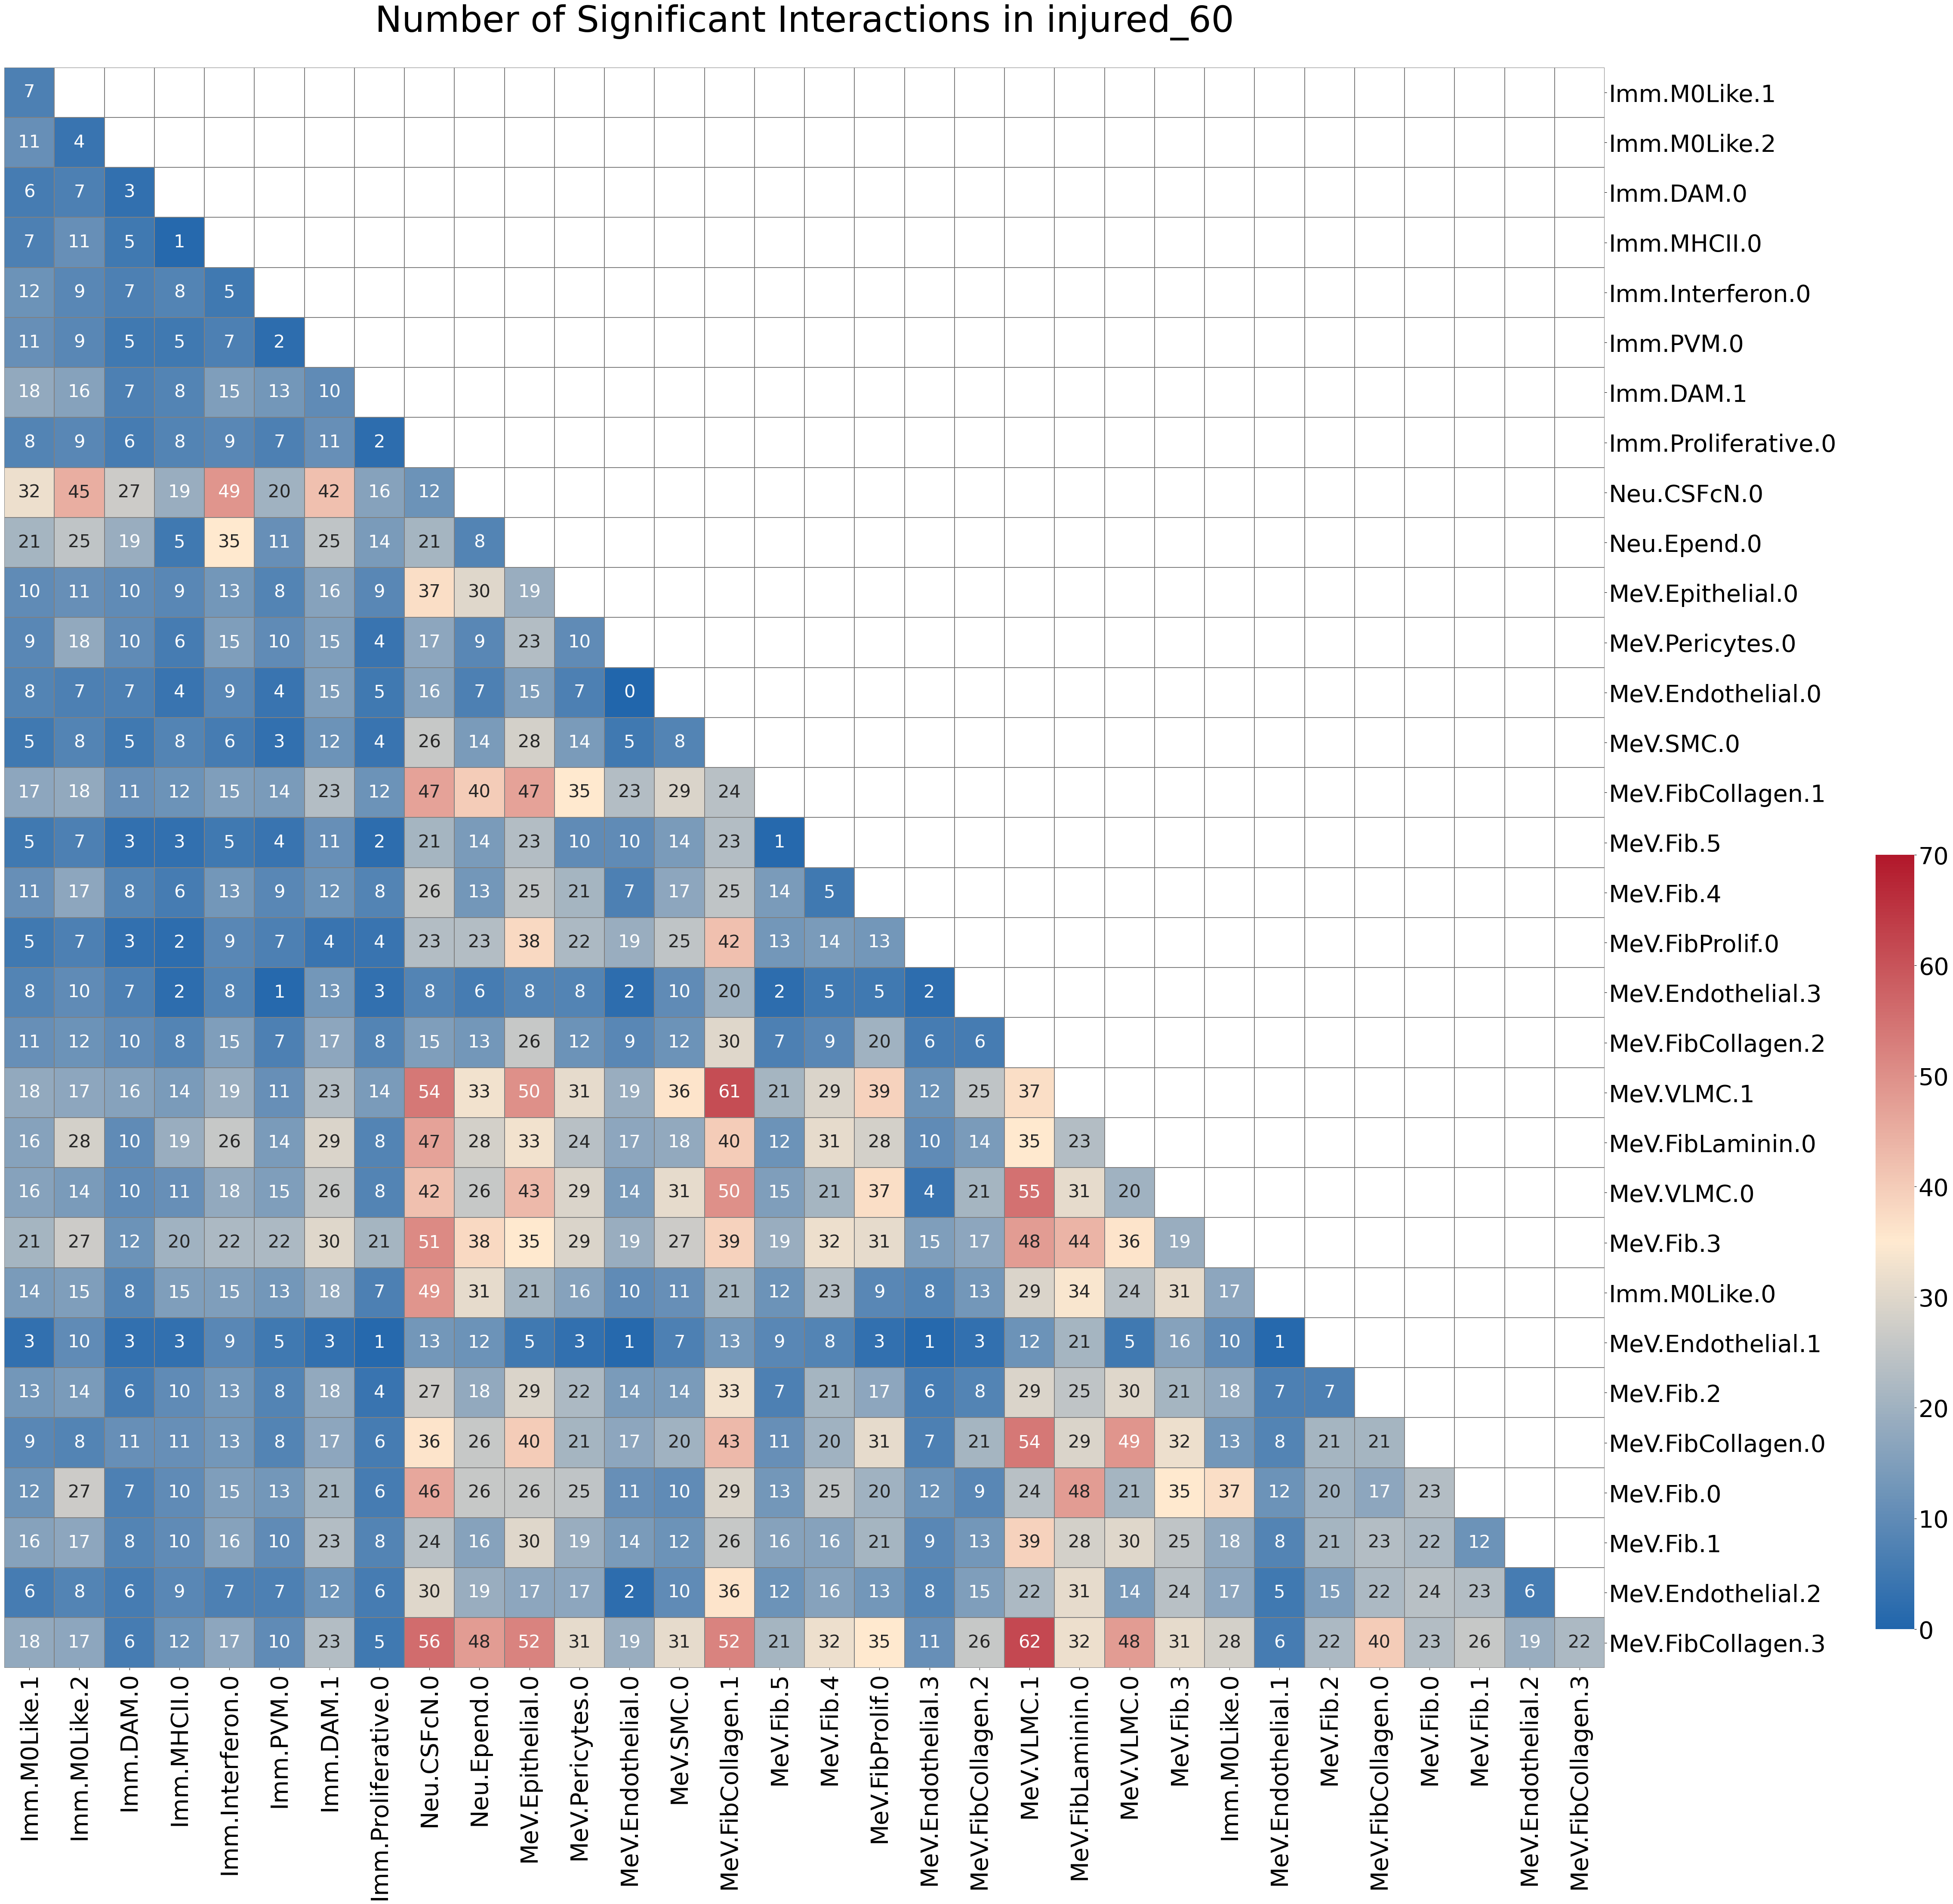 Number of Significant Interactions in injured_60
7 Imm.M0Like.1
11 4 Imm.M0Like.2
6 7 3 Imm.DAM.0
7 11 5 1 Imm.MHCII.0
12 9 7 8 5 Imm.Interferon.0
11 9 5 5 7 2 Imm.PVM.0
18 16 7 8 15 13 10 Imm.DAM.1
8 9 6 8 9 7 11 2 Imm.Proliferative.0
32 45 27 19 49 20 42 16 12 Neu.CSFcN.0
21 25 19 5 35 11 25 14 21 8 Neu.Epend.0
10 11 10 9 13 8 16 9 37 30 19 MeV.Epithelial.0
9 18 10 6 15 10 15 4 17 9 23 10 MeV.Pericytes.0
8 7 7 4 9 4 15 5 16 7 15 7 0 MeV.Endothelial.0
5 8 5 8 6 3 12 4 26 14 28 14 5 8 MeV.SMC.0
17 18 11 12 15 14 23 12 47 40 47 35 23 29 24 MeV.FibCollagen.1
5 7 3 3 5 4 11 2 21 14 23 10 10 14 23 1 MeV.Fib.5
11 17 8 6 13 9 12 8 26 13 25 21 7 17 25 14 5 MeV.Fib.4
5 7 3 2 9 7 4 4 23 23 38 22 19 25 42 13 14 13 MeV.FibProlif.0
8 10 7 2 8 1 13 3 8 6 8 8 2 10 20 2 5 5 2 MeV.Endothelial.3
11 12 10 8 15 7 17 8 15 13 26 12 9 12 30 7 9 20 6 6 MeV.FibCollagen.2
18 17 16 14 19 11 23 14 54 33 50 31 19 36 61 21 29 39 12 25 37 MeV.VLMC.1
16 28 10 19 26 14 29 8 47 28 33 24 17 18 40 12 31 28 10 14 35 23 MeV.FibLaminin.0
16 14 10 11 18 15 26 8 42 26 43 29 14 31 50 15 21 37 4 21 55 31 20 MeV.VLMC.0
21 27 12 20 22 22 30 21 51 38 35 29 19 27 39 19 32 31 15 17 48 44 36 19 MeV.Fib.3
14 15 8 15 15 13 18 7 49 31 21 16 10 11 21 12 23 9 8 13 29 34 24 31 17 Imm.M0Like.0
3 10 3 3 9 5 3 1 13 12 5 3 1 7 13 9 8 3 1 3 12 21 5 16 10 1 MeV.Endothelial.1
13 14 6 10 13 8 18 4 27 18 29 22 14 14 33 7 21 17 6 8 29 25 30 21 18 7 7 MeV.Fib.2
9 8 11 11 13 8 17 6 36 26 40 21 17 20 43 11 20 31 7 21 54 29 49 32 13 8 21 21 MeV.FibCollagen.0
12 27 7 10 15 13 21 6 46 26 26 25 11 10 29 13 25 20 12 9 24 48 21 35 37 12 20 17 23 MeV.Fib.0
16 17 8 10 16 10 23 8 24 16 30 19 14 12 26 16 16 21 9 13 39 28 30 25 18 8 21 23 22 12 MeV.Fib.1
6 8 6 9 7 7 12 6 30 19 17 17 2 10 36 12 16 13 8 15 22 31 14 24 17 5 15 22 24 23 6 MeV.Endothelial.2
18 17 6 12 17 10 23 5 56 48 52 31 19 31 52 21 32 35 11 26 62 32 48 31 28 6 22 40 23 26 19 22 MeV.FibCollagen.3
Imm.M0Like.1
Imm.M0Like.2
Imm.DAM.0
Imm.MHCII.0
Imm.Interferon.0
Imm.PVM.0
Imm.DAM.1
Imm.Proliferative.0
Neu.CSFcN.0
Neu.Epend.0
MeV.Epithelial.0
MeV.Pericytes.0
MeV.Endothelial.0
MeV.SMC.0
MeV.FibCollagen.1
MeV.Fib.5
MeV.Fib.4
MeV.FibProlif.0
MeV.Endothelial.3
MeV.FibCollagen.2
MeV.VLMC.1
MeV.FibLaminin.0
MeV.VLMC.0
MeV.Fib.3
Imm.M0Like.0
MeV.Endothelial.1
MeV.Fib.2
MeV.FibCollagen.0
MeV.Fib.0
MeV.Fib.1
MeV.Endothelial.2
MeV.FibCollagen.3
70
60
50
40
30
20
10
0